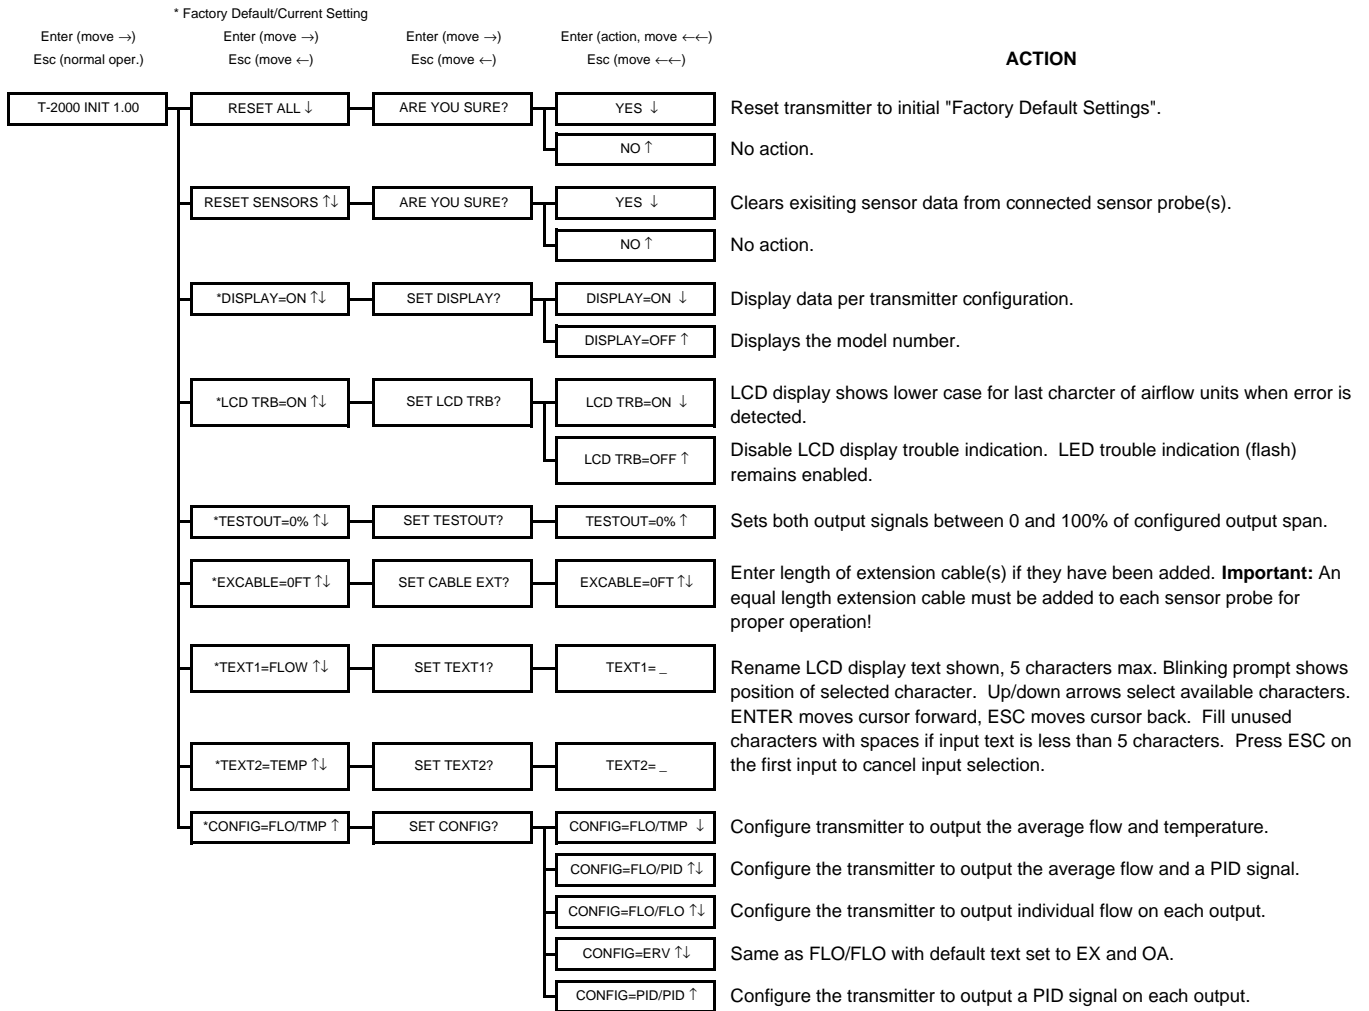 * Factory Default/Current Setting
Enter (move →) Enter (move →) Enter (move →) Enter (action, move ←←)
Esc (normal oper.) Esc (move ←) Esc (move ←) Esc (move ←←) ACTION
T-2000 INIT 1.00 RESET ALL ↓ ARE YOU SURE? YES ↓ Reset transmitter to initial "Factory Default Settings".
NO ↑ No action.
RESET SENSORS ↑↓ ARE YOU SURE? YES ↓ Clears exisiting sensor data from connected sensor probe(s).
NO ↑ No action.
*DISPLAY=ON ↑↓ SET DISPLAY? DISPLAY=ON ↓ Display data per transmitter configuration.
DISPLAY=OFF ↑ Displays the model number.
*LCD TRB=ON ↑↓ SET LCD TRB? LCD TRB=ON ↓ LCD display shows lower case for last charcter of airflow units when error is
detected.
LCD TRB=OFF ↑ Disable LCD display trouble indication. LED trouble indication (flash)
remains enabled.
*TESTOUT=0% ↑↓ SET TESTOUT? TESTOUT=0% ↑ Sets both output signals between 0 and 100% of configured output span.
*EXCABLE=0FT ↑↓ SET CABLE EXT? EXCABLE=0FT ↑↓ Enter length of extension cable(s) if they have been added. Important: An
equal length extension cable must be added to each sensor probe for
proper operation!
*TEXT1=FLOW ↑↓ SET TEXT1? TEXT1= _ Rename LCD display text shown, 5 characters max. Blinking prompt shows
position of selected character. Up/down arrows select available characters.
ENTER moves cursor forward, ESC moves cursor back. Fill unused
characters with spaces if input text is less than 5 characters. Press ESC on
the first input to cancel input selection.
*TEXT2=TEMP ↑↓ SET TEXT2? TEXT2= _
*CONFIG=FLO/TMP ↑ SET CONFIG? CONFIG=FLO/TMP ↓ Configure transmitter to output the average flow and temperature.
CONFIG=FLO/PID ↑↓ Configure the transmitter to output the average flow and a PID signal.
CONFIG=FLO/FLO ↑↓ Configure the transmitter to output individual flow on each output.
CONFIG=ERV ↑↓ Same as FLO/FLO with default text set to EX and OA.
CONFIG=PID/PID ↑ Configure the transmitter to output a PID signal on each output.